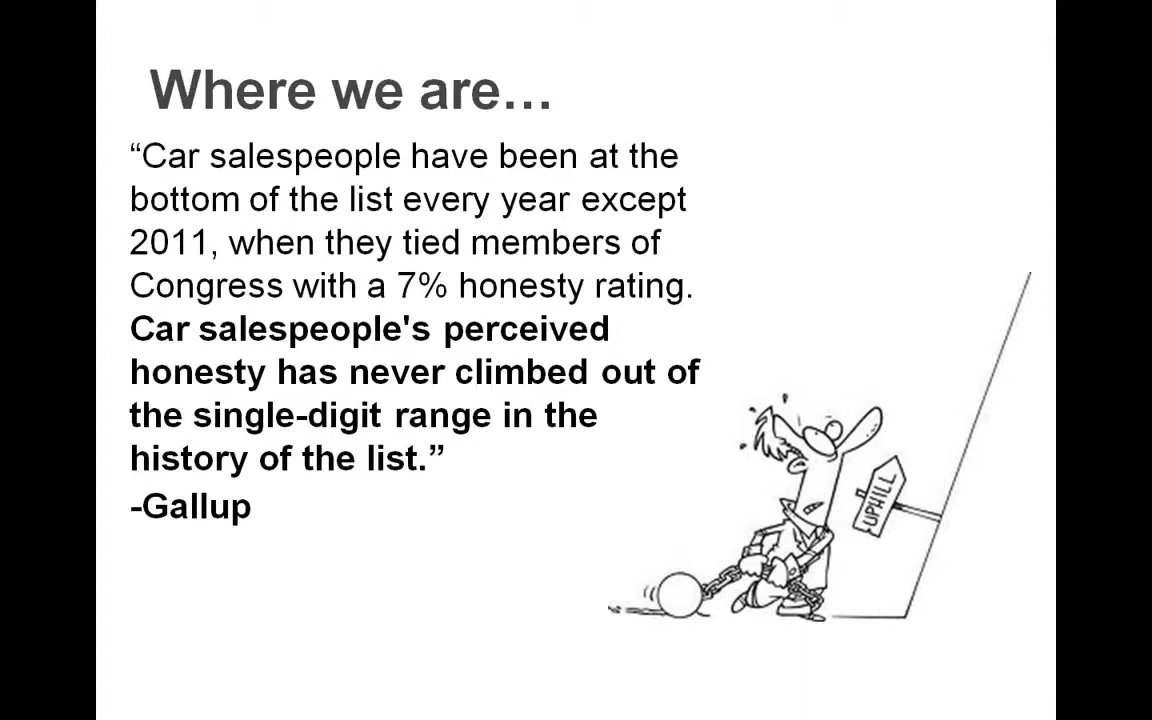 Where we are…
“Car salespeople have been at the
bottom of the list every year except
2011, when they tied members of
Congress with a 7% honesty rating.
Car salespeople's perceived
honesty has never climbed out of
the single-digit range in the
history of the list.”
-Gallup
UPHILL